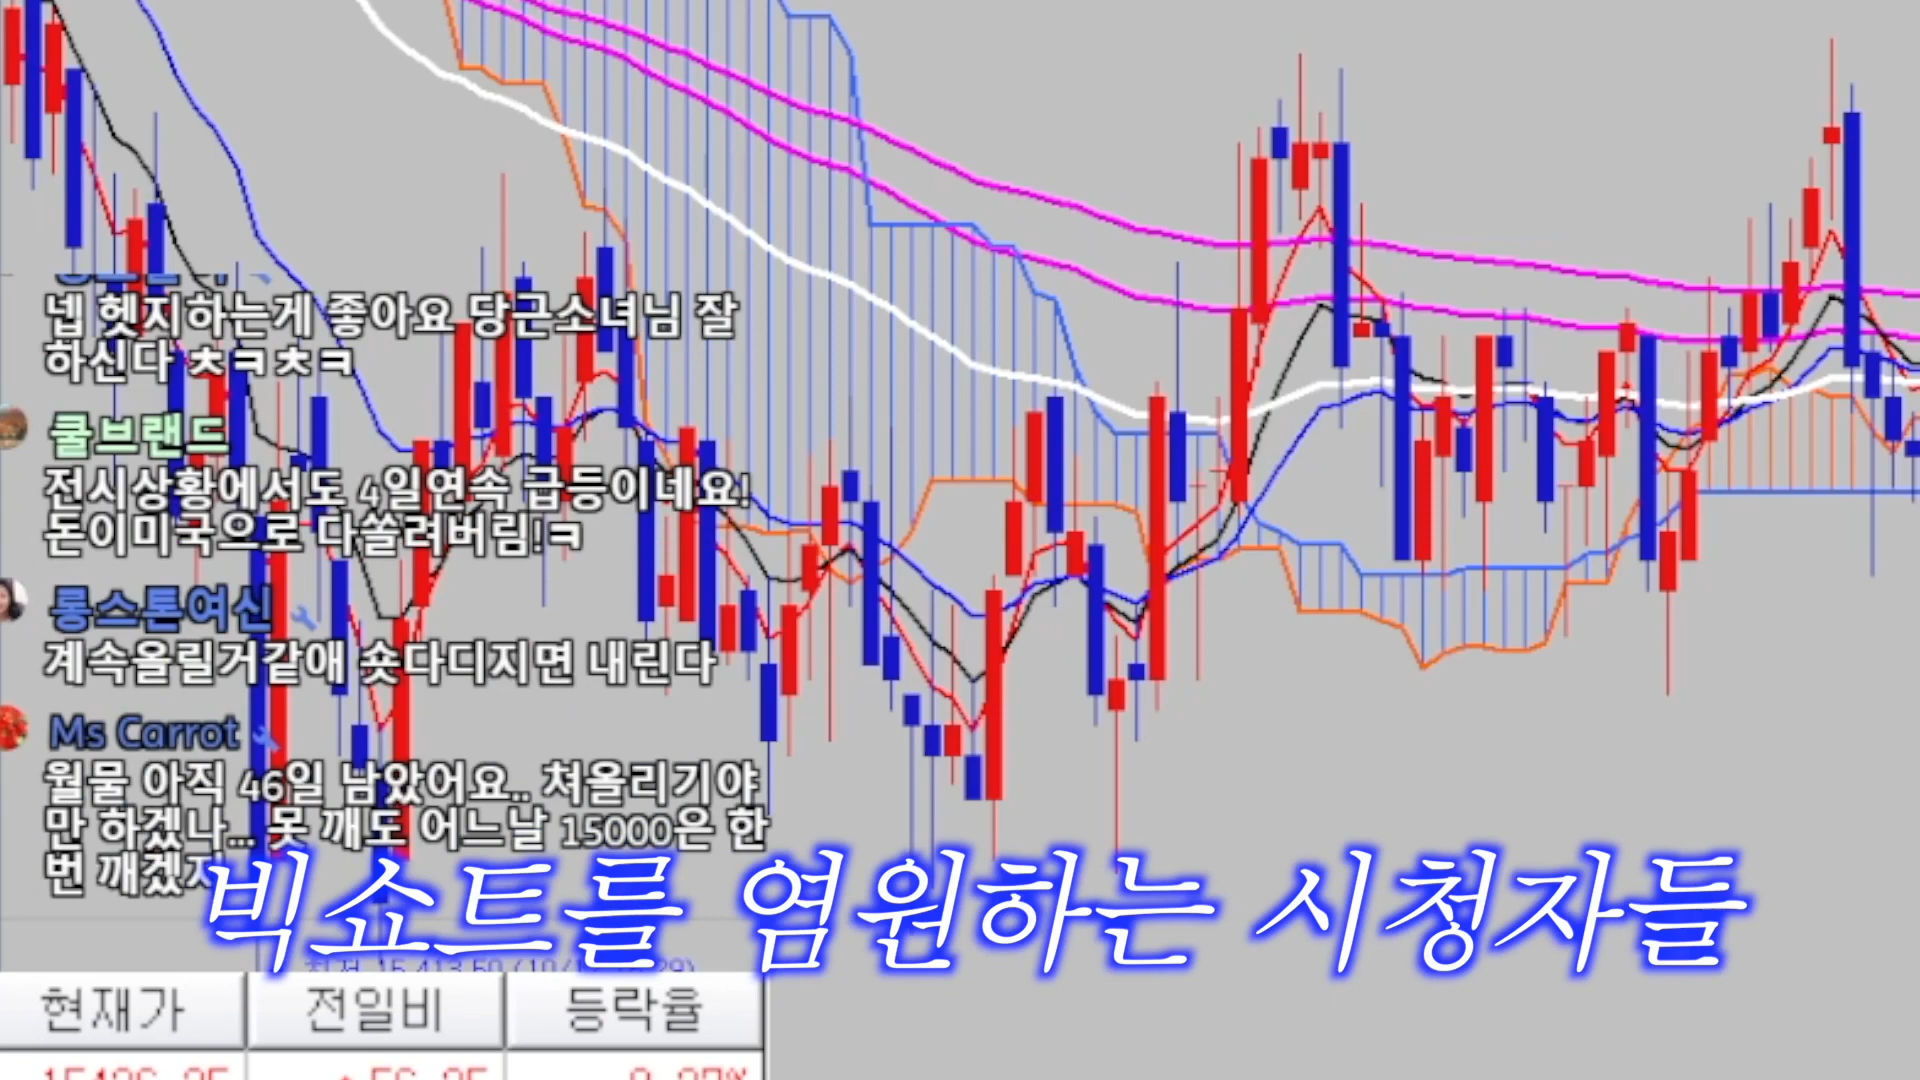 넵 헷지하는게 좋아요 당근소녀님 잘
하신다 ㅊㅋㅊㅋ
쿨브랜드
전시상황에서도 4일연속 급등이네요!
돈이미국으로 다쏠려버림!ㅋ
롱스톤여신
계속올릴거같애 숏다디지면 내린다
Ms Carrot
월물 아직 46일 남았어요.. 쳐올리기야
만 하겠냐... 못 깨도 어느날 15000은 한
번 깨겠지
빅쇼트를 염원하는 시청자들
현재가 전일비 등락율